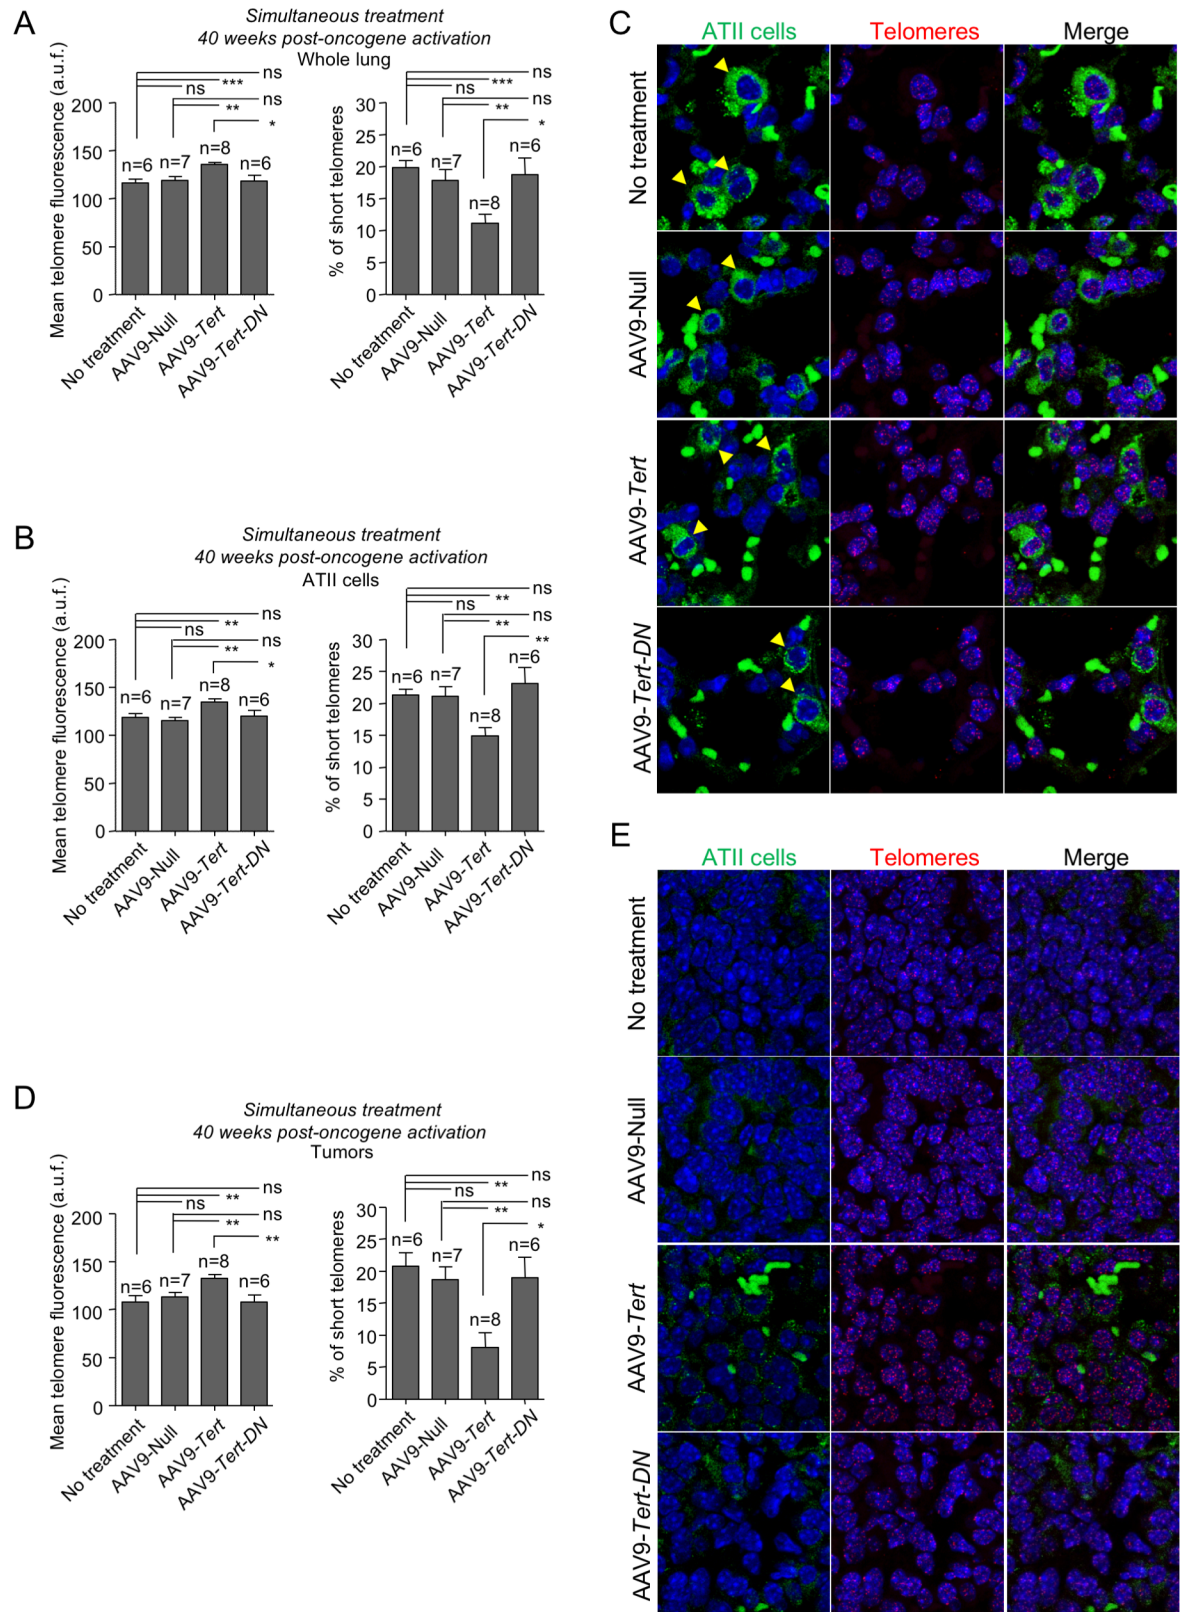 A
Simultaneous treatment
40 weeks post-oncogene activation
Whole lung
Mean telomere fluorescence (a.u.f.)
200
150
100
50
0
ns
***
ns
ns
**
*
n=6
n=7
n=8
n=6
No treatment
AAV9-Null
AAV9-Tert
AAV9-Tert-DN
% of short telomeres
30
25
20
15
10
5
0
ns
***
ns
ns
**
*
n=6
n=7
n=8
n=6
No treatment
AAV9-Null
AAV9-Tert
AAV9-Tert-DN
B
Simultaneous treatment
40 weeks post-oncogene activation
ATII cells
Mean telomere fluorescence (a.u.f.)
200
150
100
50
0
ns
**
ns
ns
**
*
n=6
n=7
n=8
n=6
No treatment
AAV9-Null
AAV9-Tert
AAV9-Tert-DN
% of short telomeres
30
25
20
15
10
5
0
ns
**
ns
ns
**
**
n=6
n=7
n=8
n=6
No treatment
AAV9-Null
AAV9-Tert
AAV9-Tert-DN
C
ATII cells
Telomeres
Merge
No treatment
AAV9-Null
AAV9-Tert
AAV9-Tert-DN
D
Simultaneous treatment
40 weeks post-oncogene activation
Tumors
Mean telomere fluorescence (a.u.f.)
200
150
100
50
0
ns
**
ns
ns
**
**
n=6
n=7
n=8
n=6
No treatment
AAV9-Null
AAV9-Tert
AAV9-Tert-DN
% of short telomeres
30
25
20
15
10
5
0
ns
**
ns
ns
**
*
n=6
n=7
n=8
n=6
No treatment
AAV9-Null
AAV9-Tert
AAV9-Tert-DN
E
ATII cells
Telomeres
Merge
No treatment
AAV9-Null
AAV9-Tert
AAV9-Tert-DN